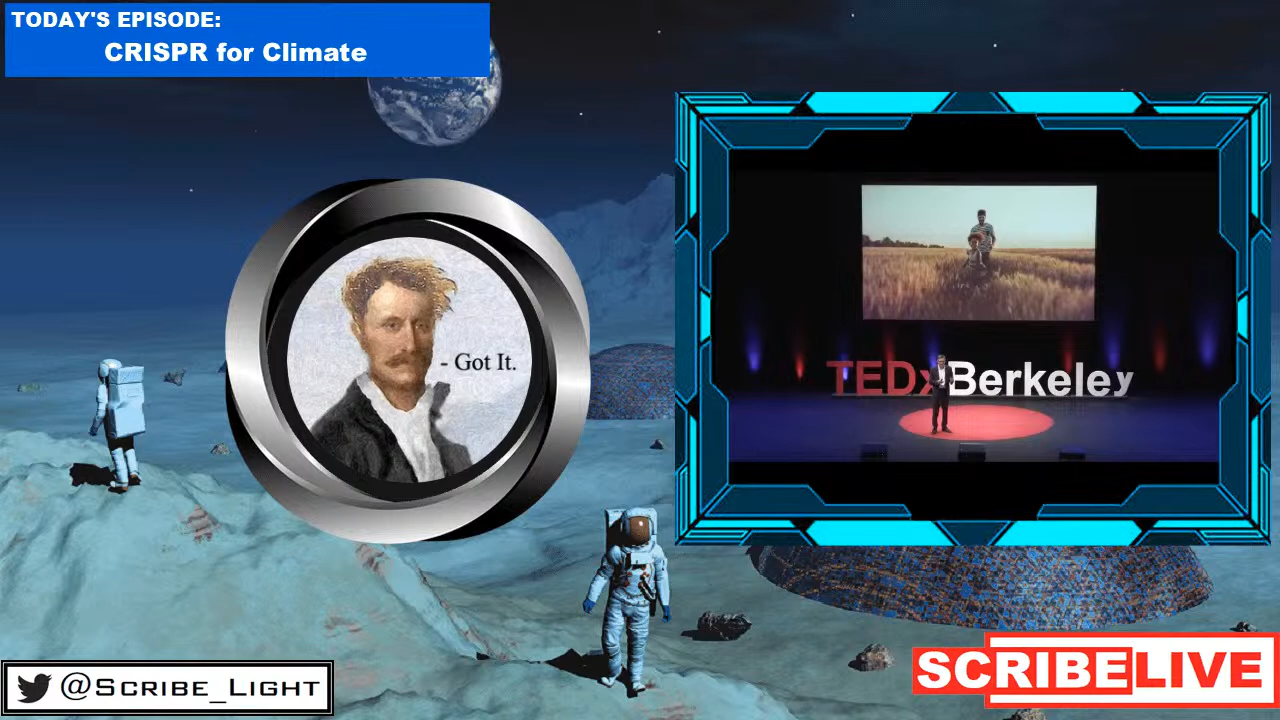 TODAY'S EPISODE:
CRISPR for Climate
- Got It.
TEDxBerkeley
@SCRIBE_LIGHT
SCRIBELIVE